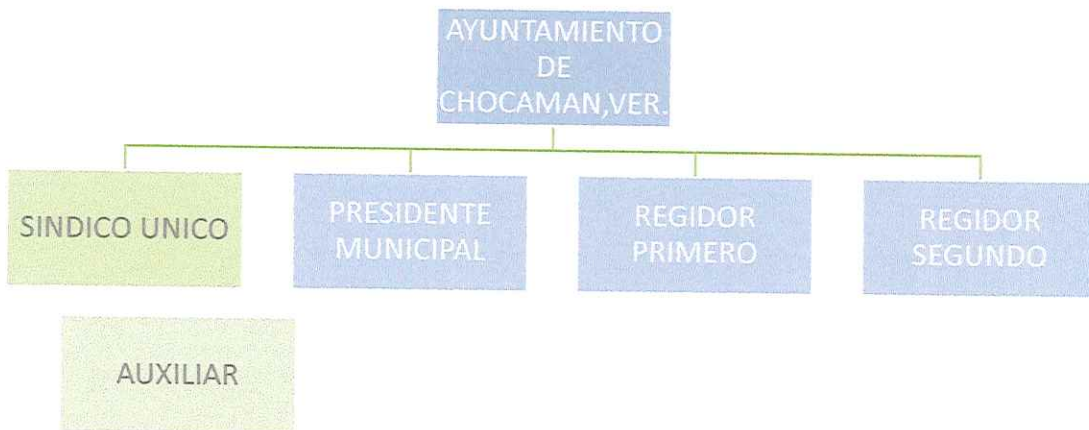 AYUNTAMIENTO
DE
CHOCAMAN,VER.
SINDICO UNICO
PRESIDENTE
MUNICIPAL
REGIDOR
PRIMERO
REGIDOR
SEGUNDO
AUXILIAR